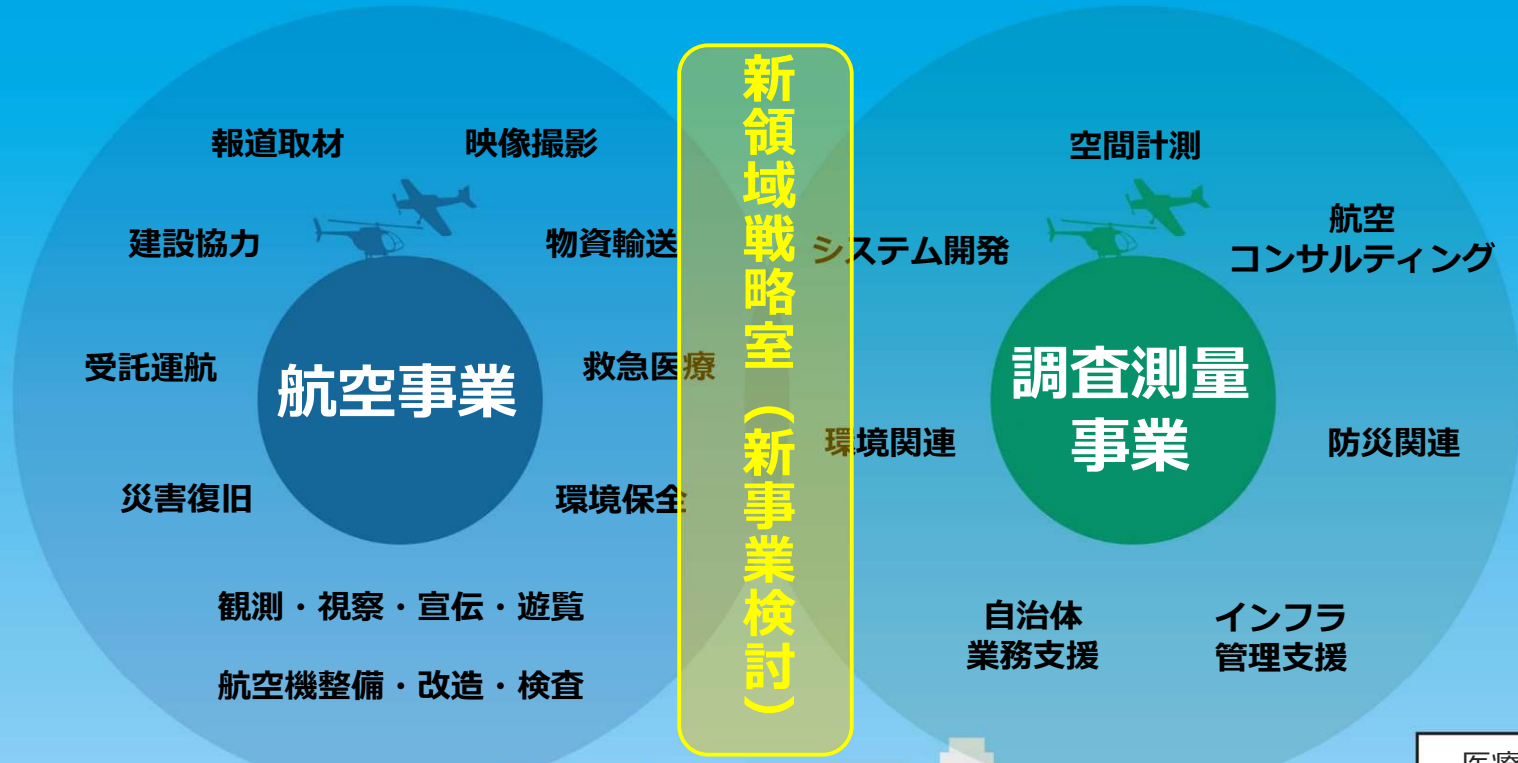 報道取材
映像撮影
建設協力
物資輸送
受託運航
航空事業
救急医療
災害復旧
環境保全
観測・視察・宣伝・遊覧
航空機整備・改造・検査
新領域戦略室（新事業検討）
空間計測
システム開発
航空
コンサルティング
調査測量
事業
環境関連
防災関連
自治体
業務支援
インフラ
管理支援
医療